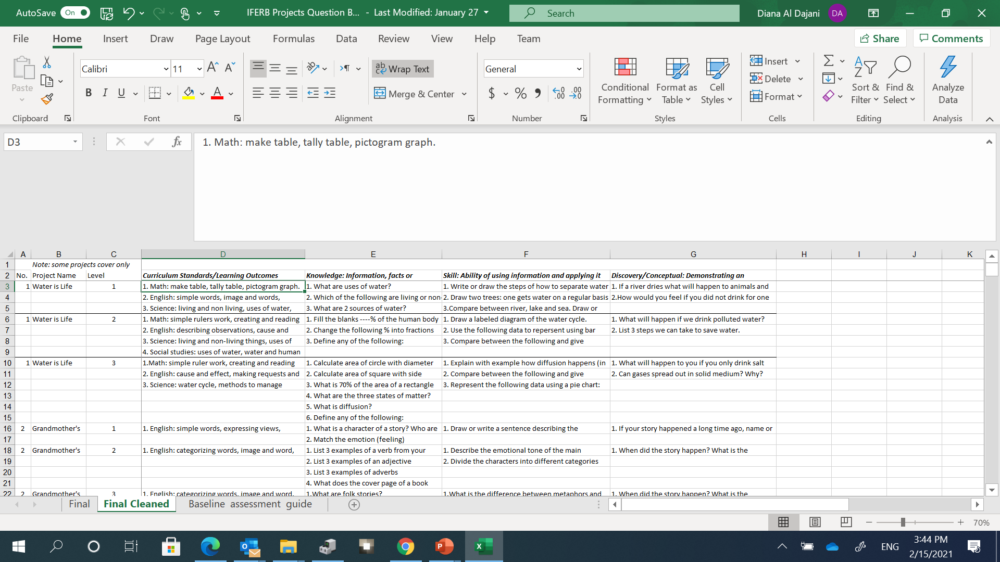 AutoSave On IFERB Projects Question B... - Last Modified: January 27 Search Diana Al Dajani DA
File Home Insert Draw Page Layout Formulas Data Review View Help Team Share Comments
Paste Calibri 11 Wrap Text General Insert
Conditional Formatting Format as Table Cell Styles Delete Sort & Filter Find & Select Analyze Data
B I U Merge & Center $ % Format
Clipboard Font Alignment Number Styles Cells Editing Analysis
D3 fx 1. Math: make table, tally table, pictogram graph.
A B C D E F G H I J K
1 Note: some projects cover only
2 No. Project Name Level Curriculum Standards/Learning Outcomes Knowledge: Information, facts or Skill: Ability of using information and applying it Discovery/Conceptual: Demonstrating an
3 1 Water is Life 1 1. Math: make table, tally table, pictogram graph. 1. What are uses of water? 1. Write or draw the steps of how to separate water 1. If a river dries what will happen to animals and
4 2. English: simple words, image and words, 2. Which of the following are living or non- 2. Draw two trees: one gets water on a regular basis 2.How would you feel if you did not drink for one
5 3. Science: living and non living, uses of water, 3. What are 2 sources of water? 3.Compare between river, lake and sea. Draw or
6 1 Water is Life 2 1. Math: simple rulers work, creating and reading 1. Fill the blanks ----% of the human body 1. Draw a labeled diagram of the water cycle. 1. What will happen if we drink polluted water?
7 2. English: describing observations, cause and 2. Change the following % into fractions 2. Use the following data to repersent using bar 2. List 3 steps we can take to save water.
8 3. Science: living and non-living things, uses of 3. Define any of the following: 3. Compare between the following and give
9 4. Social studies: uses of water, water and human
10 1 Water is Life 3 1.Math: simple ruler work, creating and reading 1. Calculate area of circle with diameter 1. Explain with example how diffusion happens (in 1. What will happen to you if you only drink salt
11 2. English: cause and effect, making requests and 2. Calculate area of square with side 2. Compare between the following and give 2. Can gases spread out in solid medium? Why?
12 3. Science: water cycle, methods to manage 3. What is 70% of the area of a rectangle 3. Represent the following data using a pie chart:
13 4. What are the three states of matter?
14 5. What is diffusion?
15 6. Define any of the following:
16 2 Grandmother's 1 1. English: simple words, expressing views, 1. What is a character of a story? Who are 1. Draw or write a sentence describing the 1. If your story happened a long time ago, name or
17 2. Match the emotion (feeling)
18 2 Grandmother's 2 1. English: categorizing words, image and word, 1. List 3 examples of a verb from your 1. Describe the emotional tone of the main 1. When did the story happen? What is the
19 2. List 3 examples of an adjective 2. Divide the characters into different categories
20 3. List 3 examples of adverbs
21 4. What does the cover page of a book
22 2 Grandmother's 3 1. English: categorizing words, image and word, 1.What are folk stories? 1.What is the difference between metaphors and 1. When did the story happen? What is the
Final Final Cleaned Baseline assessment guide
70%
ENG 3:44 PM
2/15/2021